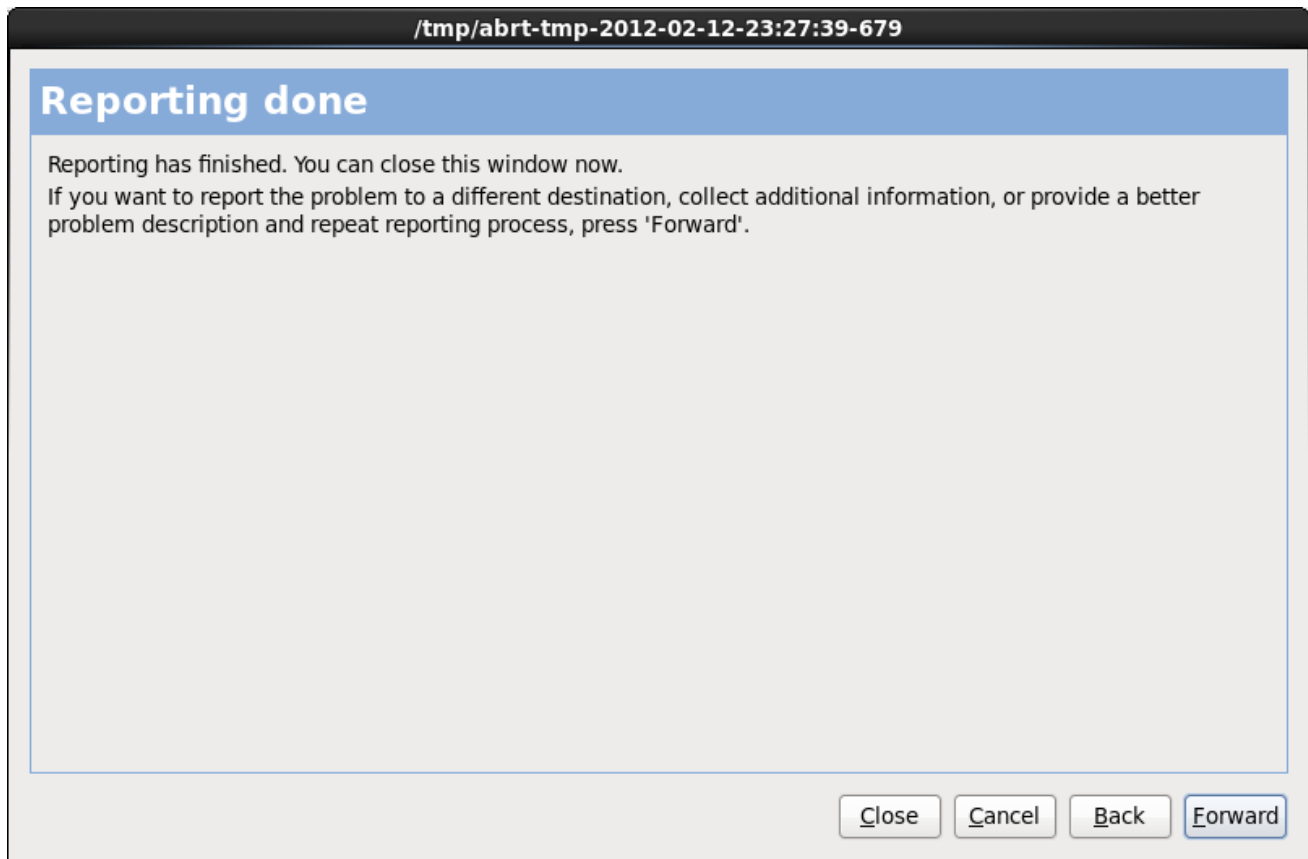 /tmp/abrt-tmp-2012-02-12-23:27:39-679
Reporting done
Reporting has finished. You can close this window now.
If you want to report the problem to a different destination, collect additional information, or provide a better
problem description and repeat reporting process, press 'Forward'.
Close Cancel Back Forward